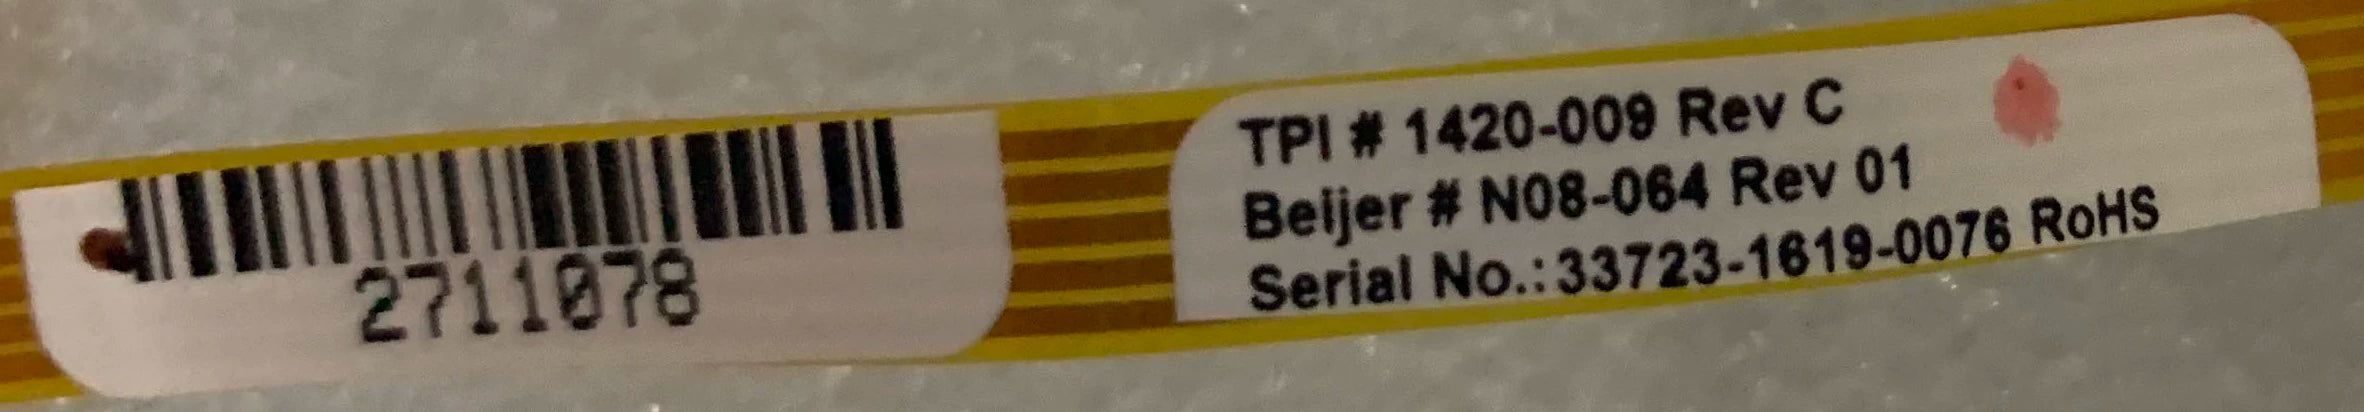 2711078
TPI # 1420-009 Rev C
Beijer # N08-064 Rev 01
Serial No.:33723-1619-0076 RoHS